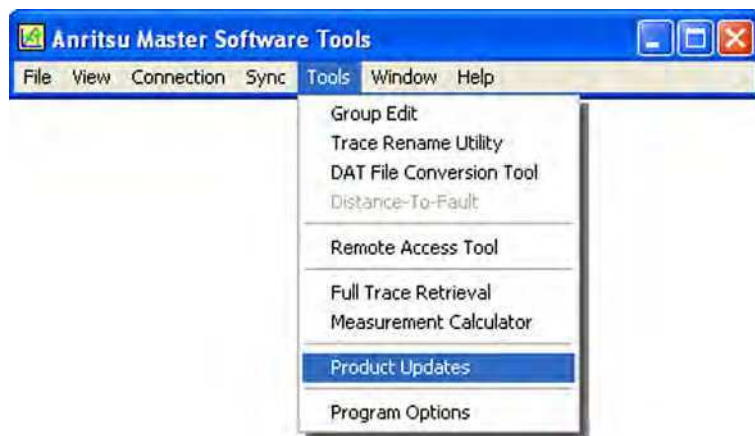 Anritsu Master Software Tools
File View Connection Sync Tools Window Help
Group Edit
Trace Rename Utility
DAT File Conversion Tool
Distance-To-Fault
Remote Access Tool
Full Trace Retrieval
Measurement Calculator
Product Updates
Program Options